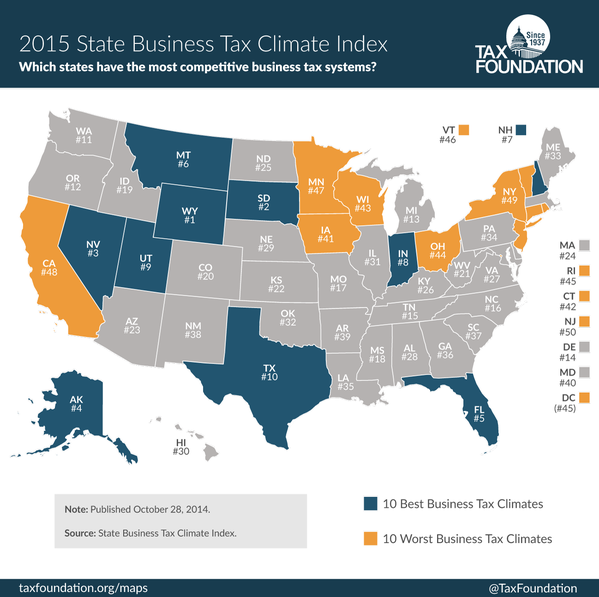 2015 State Business Tax Climate Index
Which states have the most competitive business tax systems?
Since
1937
TAX
FOUNDATION
VT
#46
NH
#7
WA
#11
MT
#6
ND
#25
MN
#47
ME
#33
OR
#12
ID
#19
SD
#2
WI
#43
MI
#13
NY
#49
WY
#1
IA
#41
PA
#34
NV
#3
UT
#9
NE
#29
IL
#31
IN
#8
OH
#44
CA
#48
CO
#20
KS
#22
MO
#17
KY
#26
WV
#21
VA
#27
AZ
#23
NM
#38
OK
#32
AR
#39
TN
#15
NC
#16
TX
#10
LA
#35
MS
#18
AL
#28
GA
#36
SC
#37
FL
#5
AK
#4
HI
#30
MA
#24
RI
#45
CT
#42
NJ
#50
DE
#14
MD
#40
DC
(#45)
Note: Published October 28, 2014.
Source: State Business Tax Climate Index.
10 Best Business Tax Climates
10 Worst Business Tax Climates
taxfoundation.org/maps
@TaxFoundation